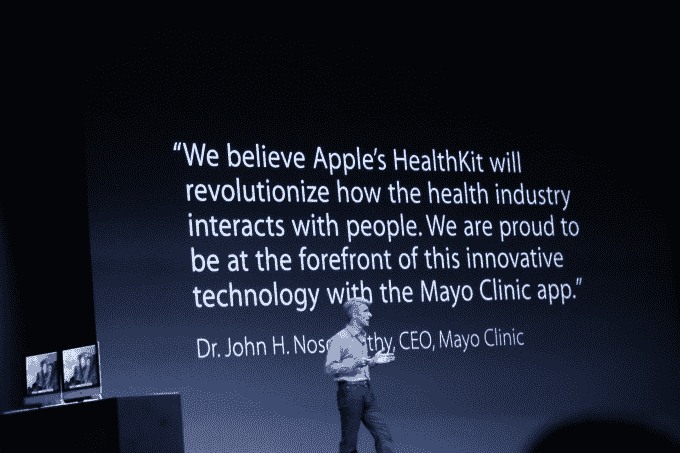 “We believe Apple’s HealthKit will
revolutionize how the health industry
interacts with people. We are proud to
be at the forefront of this innovative
technology with the Mayo Clinic app.”
Dr. John H. CEO, Mayo Clinic